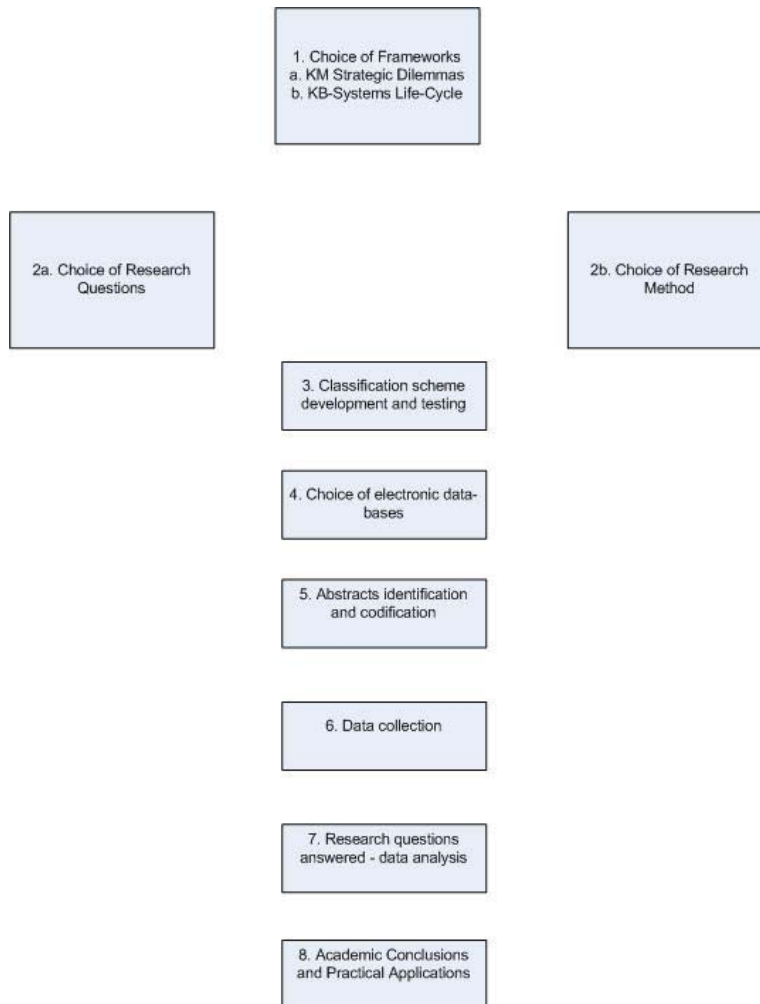 1. Choice of Frameworks
a. KM Strategic Dilemmas
b. KB-Systems Life-Cycle
2a. Choice of Research
Questions
2b. Choice of Research
Method
3. Classification scheme
development and testing
4. Choice of electronic data-
bases
5. Abstracts identification
and codification
6. Data collection
7. Research questions
answered - data analysis
8. Academic Conclusions
and Practical Applications